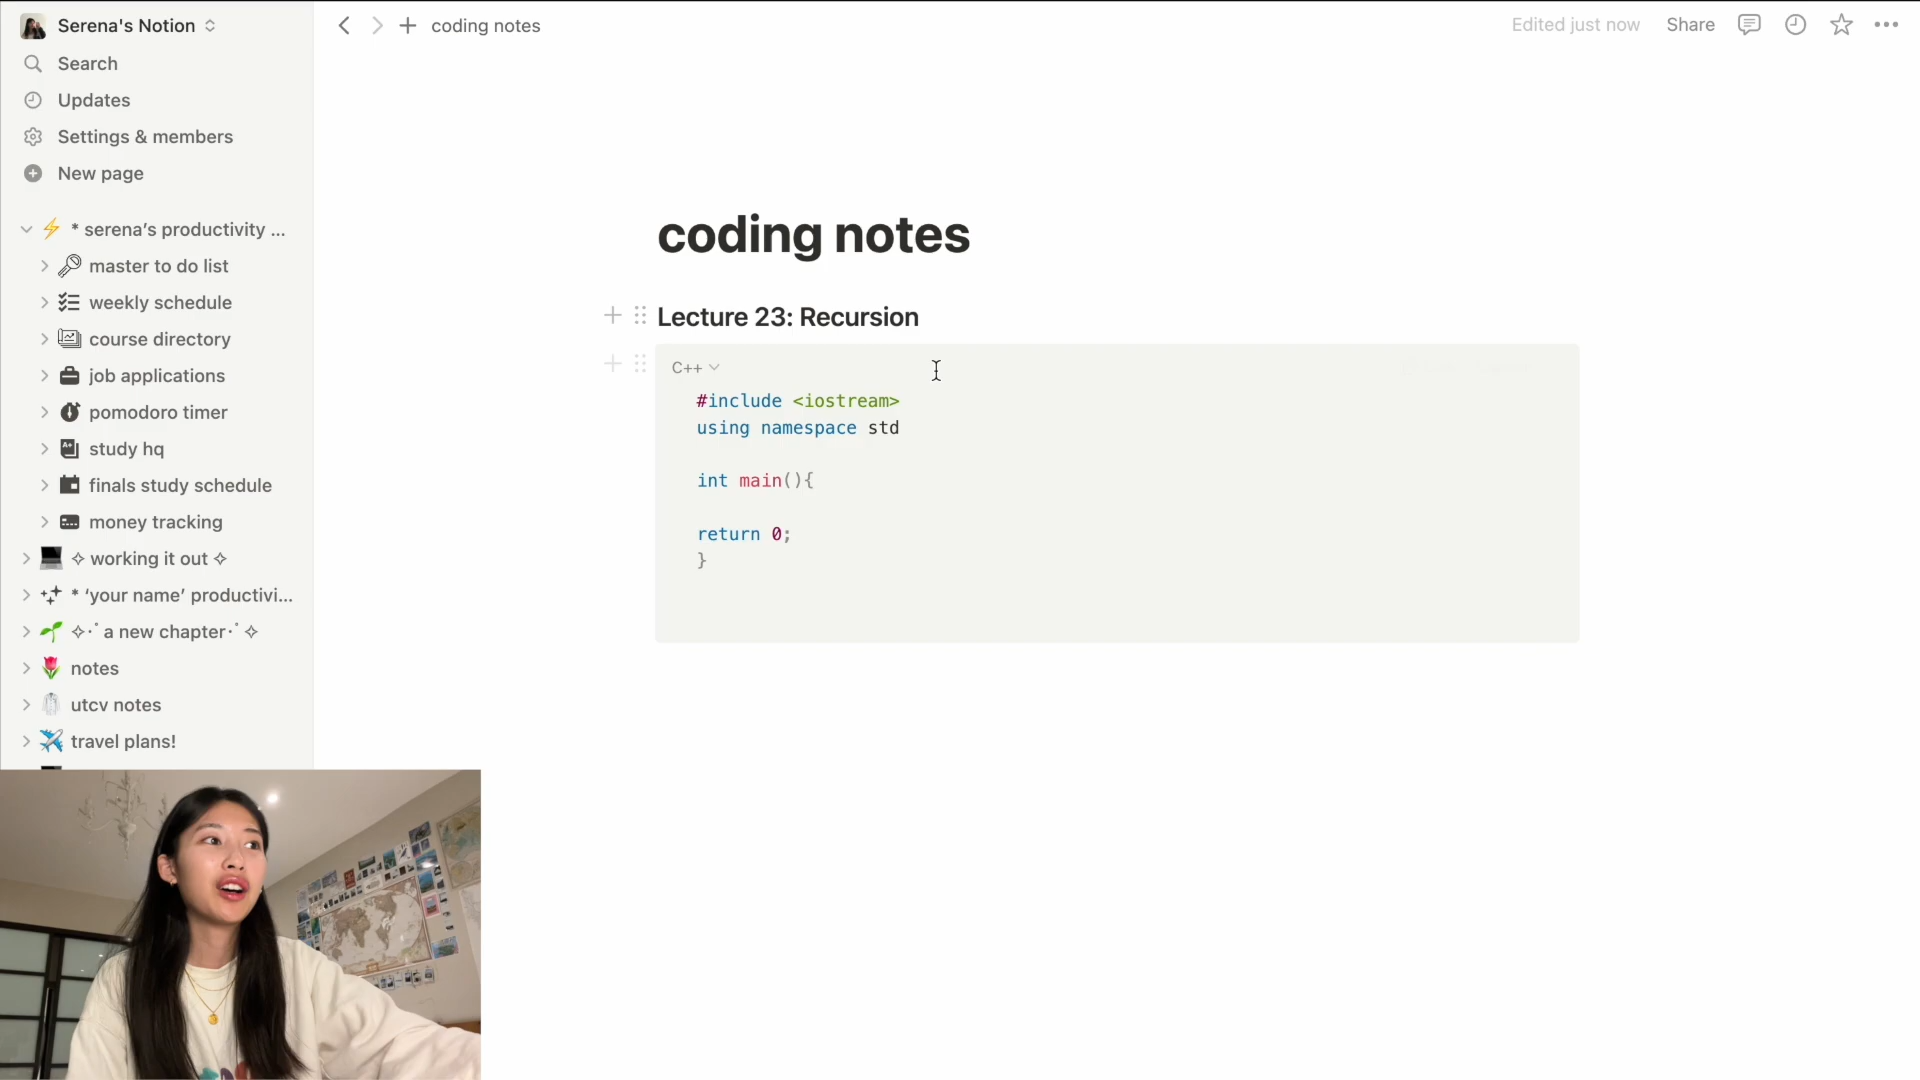 Serena's Notion
Search
Updates
Settings & members
New page
* serena’s productivity ...
master to do list
weekly schedule
course directory
job applications
pomodoro timer
study hq
finals study schedule
money tracking
✧ working it out ✧
* ‘your name’ productivi...
✧･ﾟa new chapter･ﾟ✧
notes
utcv notes
travel plans!
coding notes
Edited just now
Share
coding notes
Lecture 23: Recursion
C++
#include <iostream>
using namespace std
int main(){
return 0;
}